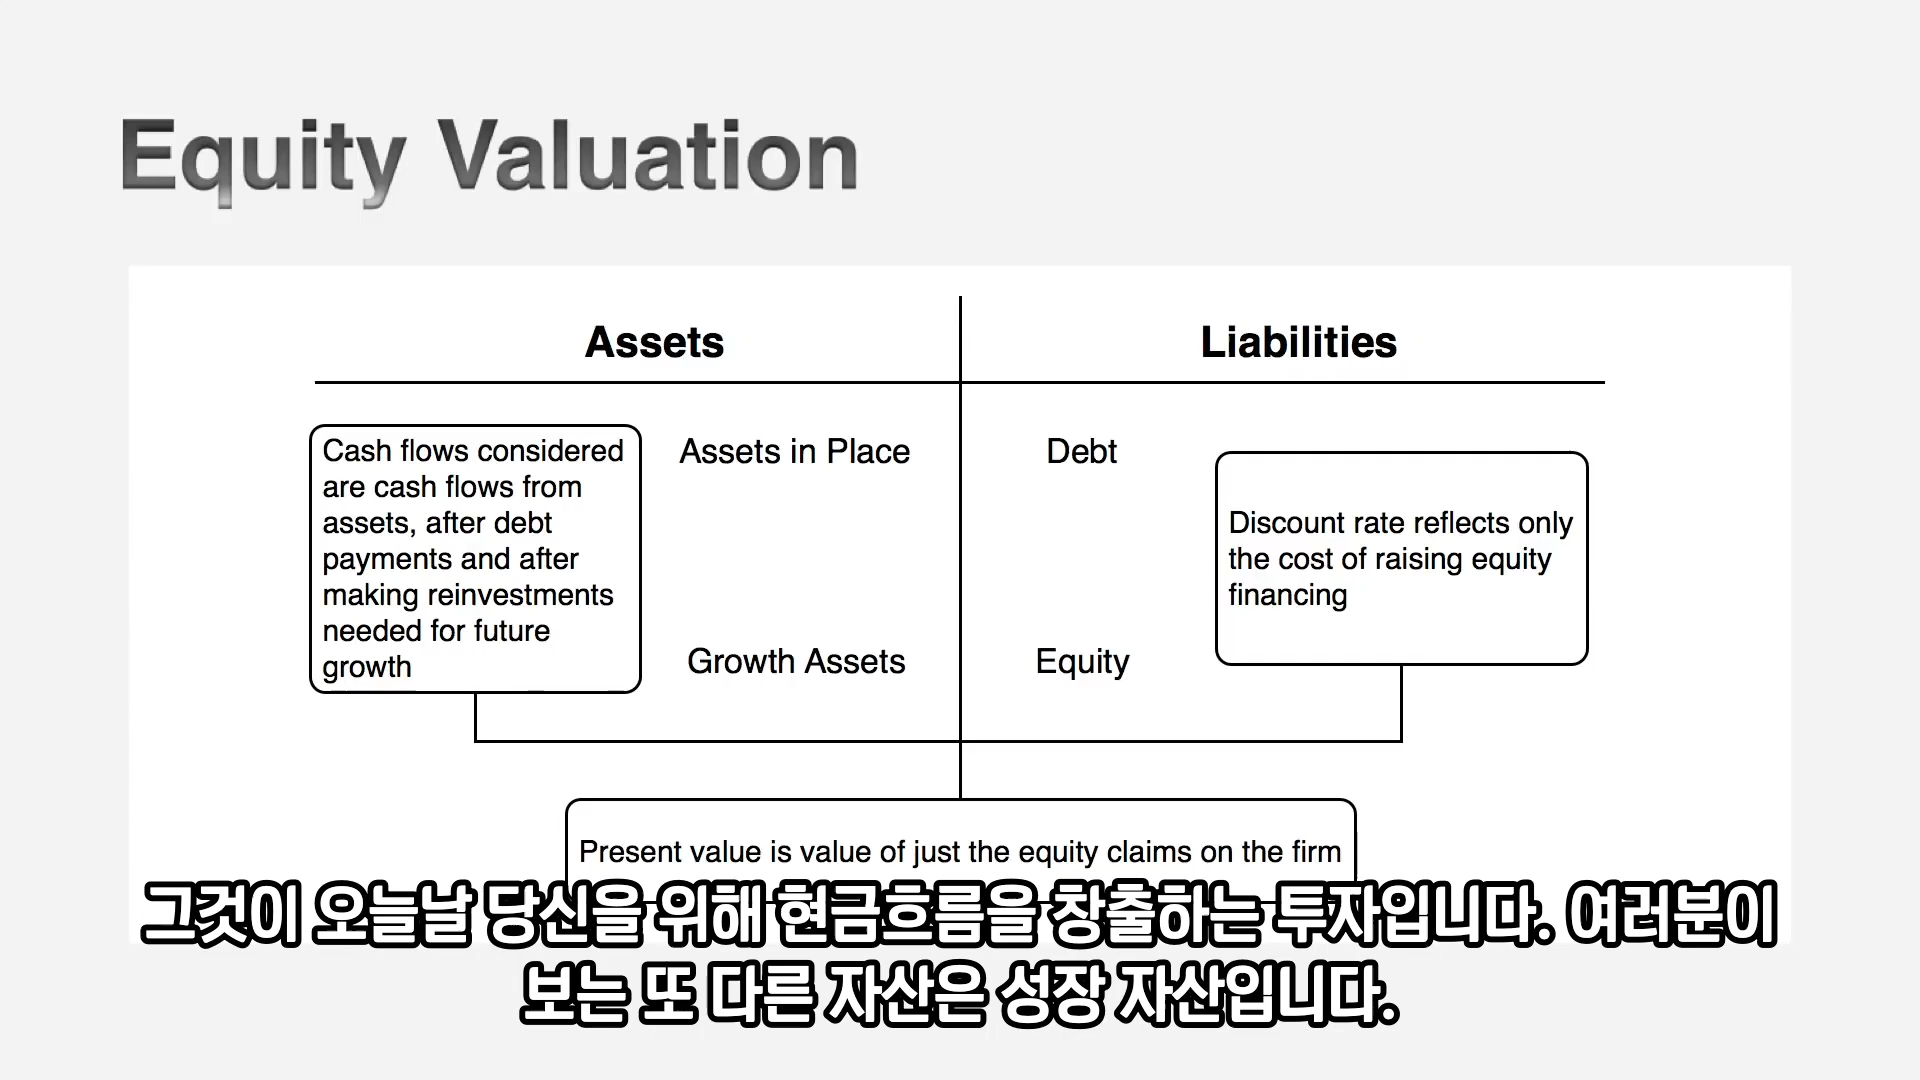 Equity Valuation
Assets
Liabilities
Cash flows considered
are cash flows from
assets, after debt
payments and after
making reinvestments
needed for future
growth
Assets in Place
Growth Assets
Debt
Equity
Discount rate reflects only
the cost of raising equity
financing
Present value is value of just the equity claims on the firm
그것이 오늘날 당신을 위해 현금흐름을 창출하는 투자입니다. 여러분이
보는 또 다른 자산은 성장 자산입니다.